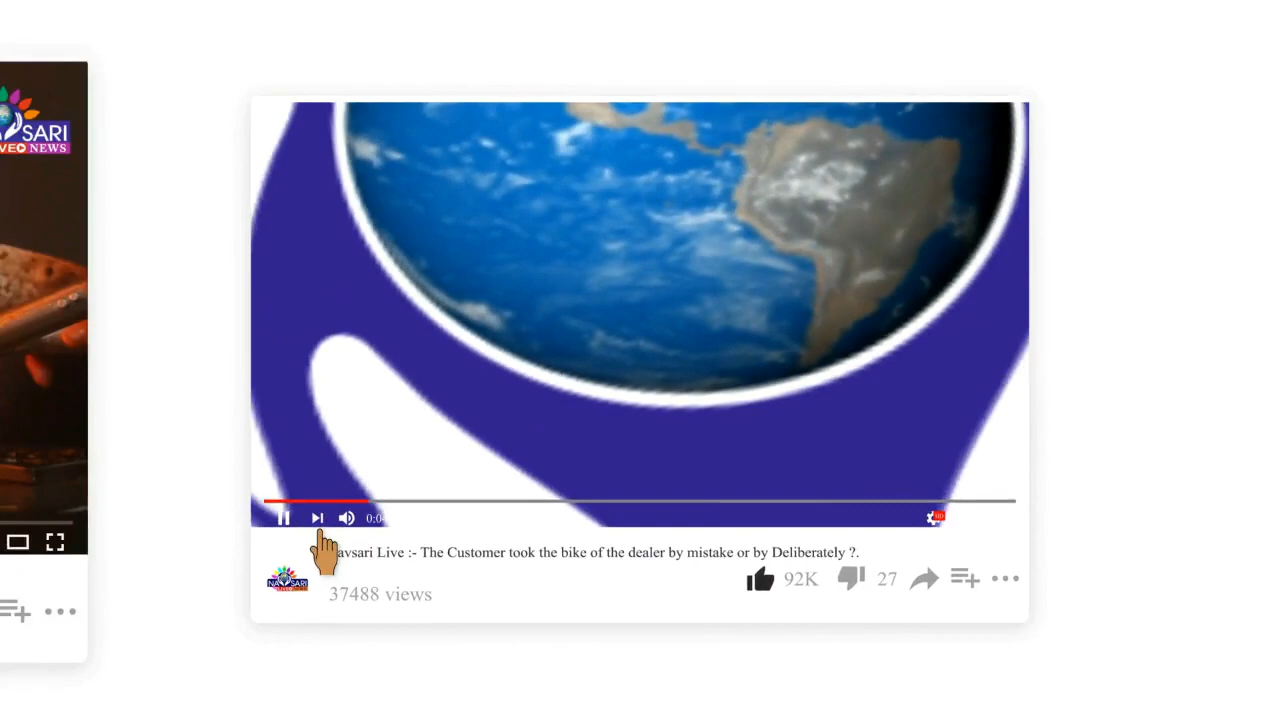 SARI
NEWS
0:0
avsari Live :- The Customer took the bike of the dealer by mistake or by Deliberately ?.
37488 views
92K
27
HD